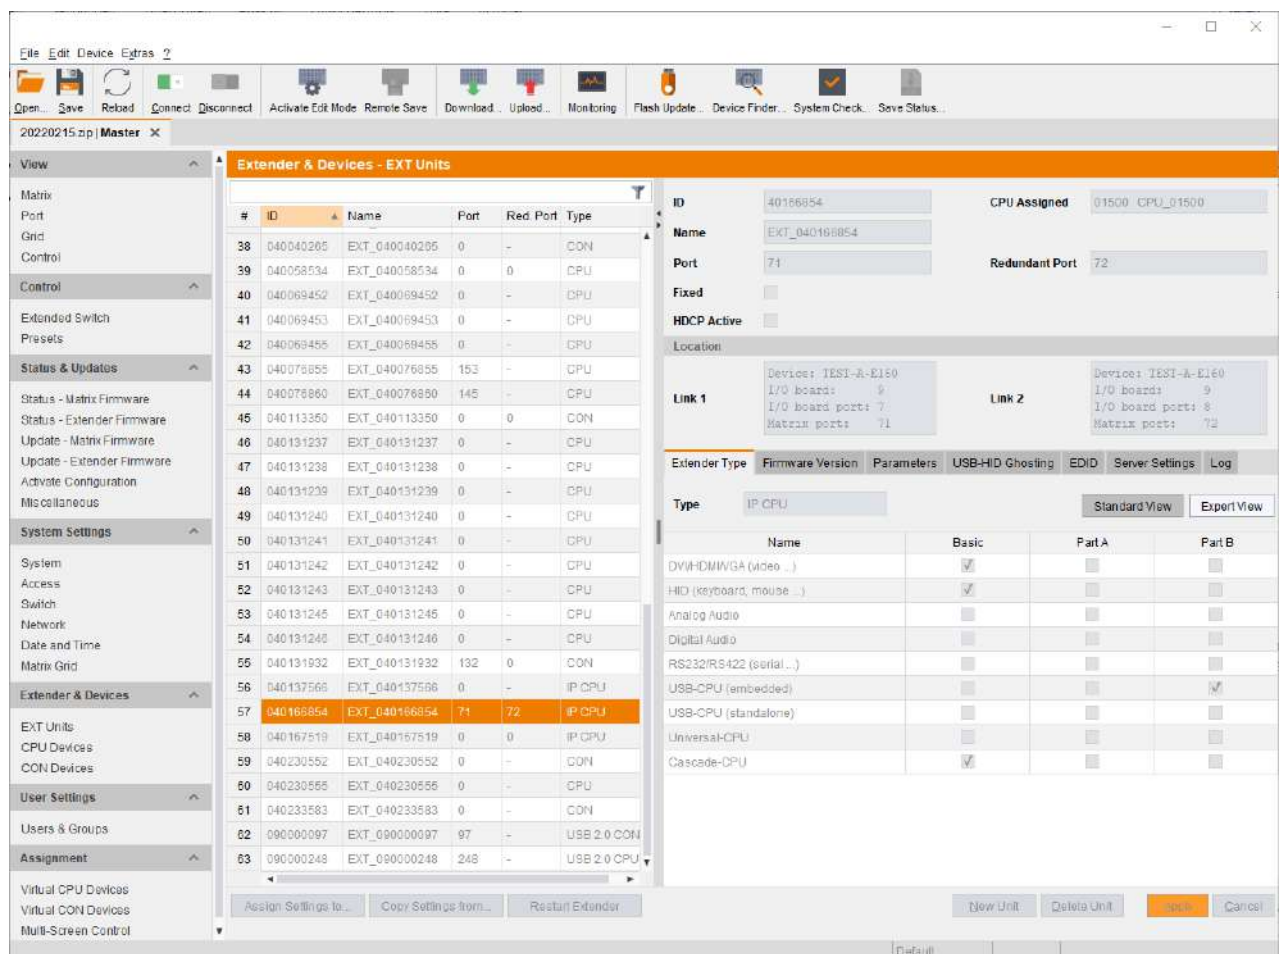 File Edit Device Extras ?
Open... Save Reload Connect Disconnect Activate Edit Mode Remote Save Download... Upload... Monitoring Flash Update... Device Finder... System Check... Save Status...
20220215.zip | Master
View
Matrix
Port
Grid
Control
Control
Extended Switch
Presets
Status & Updates
Status - Matrix Firmware
Status - Extender Firmware
Update - Matrix Firmware
Update - Extender Firmware
Activate Configuration
Miscellaneous
System Settings
System
Access
Switch
Network
Date and Time
Matrix Grid
Extender & Devices
EXT Units
CPU Devices
CON Devices
User Settings
Users & Groups
Assignment
Virtual CPU Devices
Virtual CON Devices
Multi-Screen Control
Extender & Devices - EXT Units
# ID Name Port Red. Port Type
38 040040265 EXT_040040265 0 - CON
39 040058534 EXT_040058534 0 0 CPU
40 040069452 EXT_040069452 0 - CPU
41 040069453 EXT_040069453 0 - CPU
42 040069455 EXT_040069455 0 - CPU
43 040076855 EXT_040076855 153 - CPU
44 040076860 EXT_040076860 145 - CPU
45 040113350 EXT_040113350 0 0 CON
46 040131237 EXT_040131237 0 - CPU
47 040131238 EXT_040131238 0 - CPU
48 040131239 EXT_040131239 0 - CPU
49 040131240 EXT_040131240 0 - CPU
50 040131241 EXT_040131241 0 - CPU
51 040131242 EXT_040131242 0 - CPU
52 040131243 EXT_040131243 0 - CPU
53 040131245 EXT_040131245 0 - CPU
54 040131246 EXT_040131246 0 - CPU
55 040131932 EXT_040131932 132 0 CON
56 040137566 EXT_040137566 0 - IP CPU
57 040166854 EXT_040166854 71 72 IP CPU
58 040167519 EXT_040167519 0 0 IP CPU
59 040230552 EXT_040230552 0 - CON
60 040230555 EXT_040230555 0 - CPU
61 040233583 EXT_040233583 0 - CON
62 090000097 EXT_090000097 97 - USB 2.0 CON
63 090000248 EXT_090000248 248 - USB 2.0 CPU
Assign Settings to... Copy Settings from... Restart Extender
ID 40166854 CPU Assigned 01500 CPU_01500
Name EXT_040166854
Port 71 Redundant Port 72
Fixed
HDCP Active
Location
Link 1
Device: TEST-A-E160
I/O board: 9
I/O board port: 7
Matrix port: 71
Link 2
Device: TEST-A-E160
I/O board: 9
I/O board port: 8
Matrix port: 72
Extender Type Firmware Version Parameters USB-HID Ghosting EDID Server Settings Log
Type IP CPU Standard View Expert View
Name Basic Part A Part B
DVI/HDMI/VGA (video ...)
HID (keyboard, mouse ...)
Analog Audio
Digital Audio
RS232/RS422 (serial ...)
USB-CPU (embedded)
USB-CPU (standalone)
Universal-CPU
Cascade-CPU
New Unit Delete Unit Apply Cancel
Default